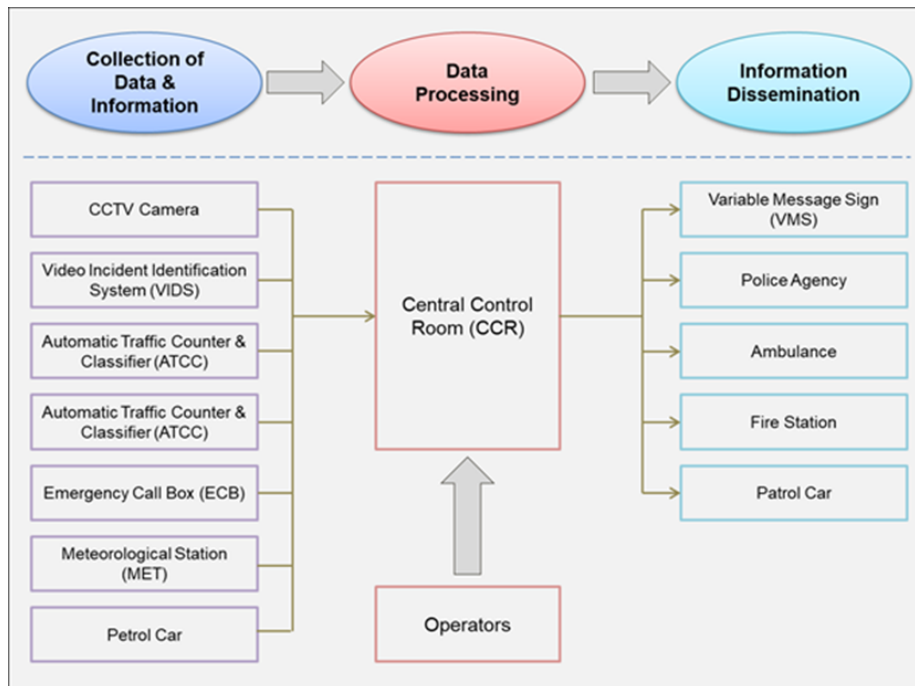 Collection of
Data &
Information
Data
Processing
Information
Dissemination
CCTV Camera
Video Incident Identification
System (VIDS)
Automatic Traffic Counter &
Classifier (ATCC)
Automatic Traffic Counter &
Classifier (ATCC)
Emergency Call Box (ECB)
Meteorological Station
(MET)
Petrol Car
Central Control
Room (CCR)
Operators
Variable Message Sign
(VMS)
Police Agency
Ambulance
Fire Station
Patrol Car